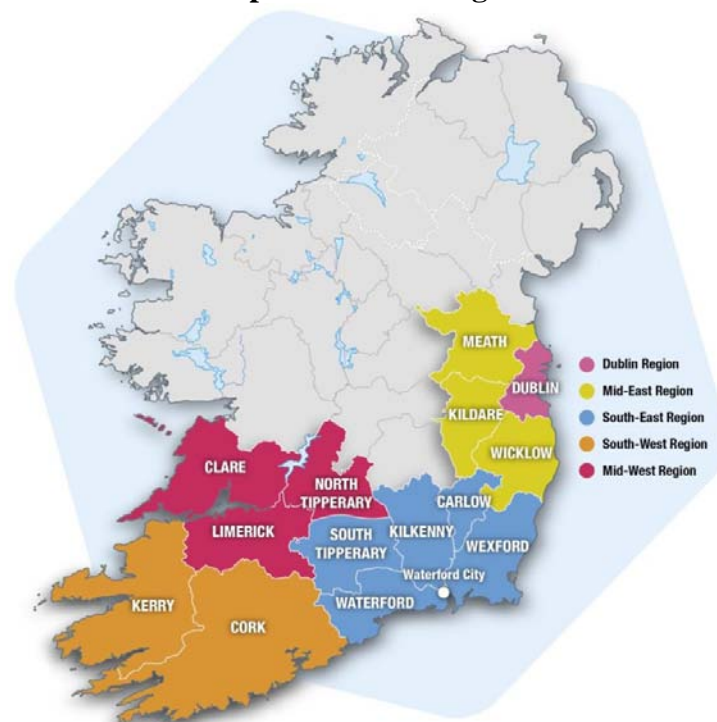 MEATH
DUBLIN
KILDARE
WICKLOW
Dublin Region
Mid-East Region
South-East Region
South-West Region
Mid-West Region
CLARE
NORTH
TIPPERARY
LIMERICK
CARLOW
KILKENNY
SOUTH
TIPPERARY
WEXFORD
Waterford City
WATERFORD
KERRY
CORK